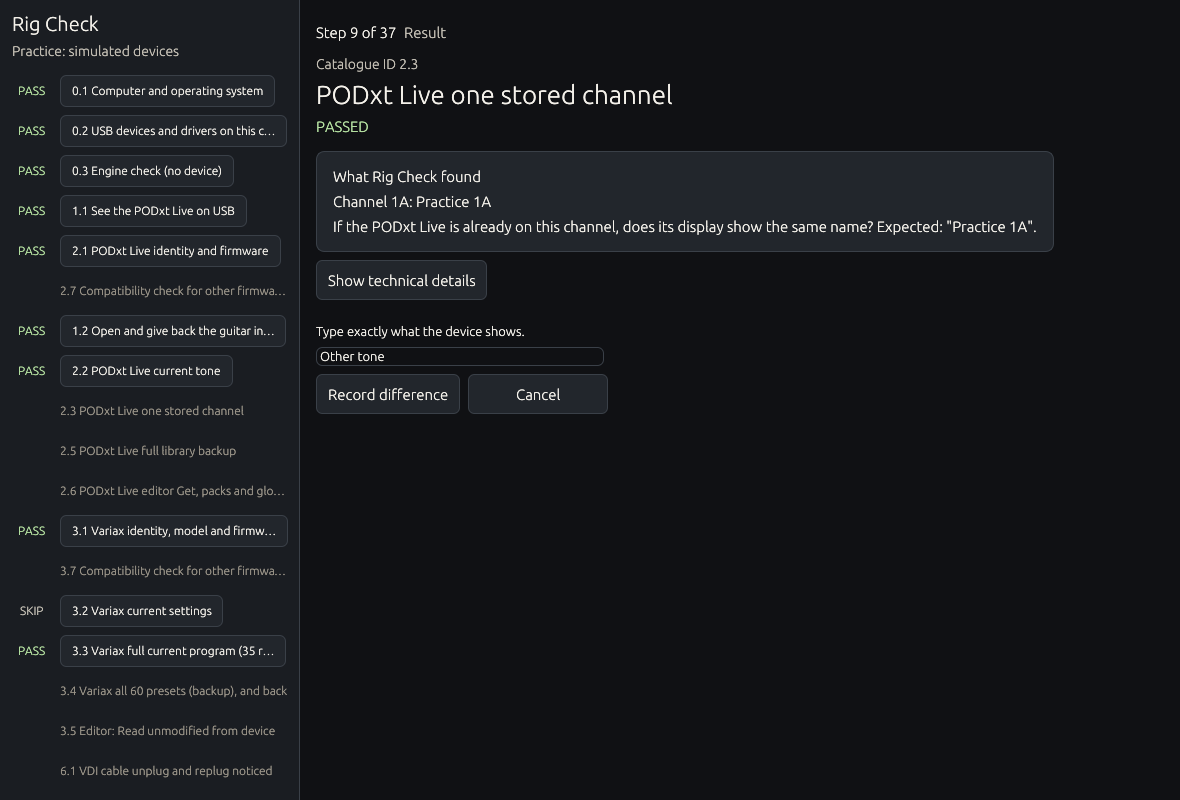 Rig Check
Practice: simulated devices
PASS 0.1 Computer and operating system
PASS 0.2 USB devices and drivers on this c...
PASS 0.3 Engine check (no device)
PASS 1.1 See the PODxt Live on USB
PASS 2.1 PODxt Live identity and firmware
2.7 Compatibility check for other firmwa...
PASS 1.2 Open and give back the guitar in...
PASS 2.2 PODxt Live current tone
2.3 PODxt Live one stored channel
2.5 PODxt Live full library backup
2.6 PODxt Live editor Get, packs and glo...
PASS 3.1 Variax identity, model and firmw...
3.7 Compatibility check for other firmwa...
SKIP 3.2 Variax current settings
PASS 3.3 Variax full current program (35 r...
3.4 Variax all 60 presets (backup), and back
3.5 Editor: Read unmodified from device
6.1 VDI cable unplug and replug noticed
Step 9 of 37 Result
Catalogue ID 2.3
PODxt Live one stored channel
PASSED
What Rig Check found
Channel 1A: Practice 1A
If the PODxt Live is already on this channel, does its display show the same name? Expected: "Practice 1A".
Show technical details
Type exactly what the device shows.
Other tone
Record difference Cancel